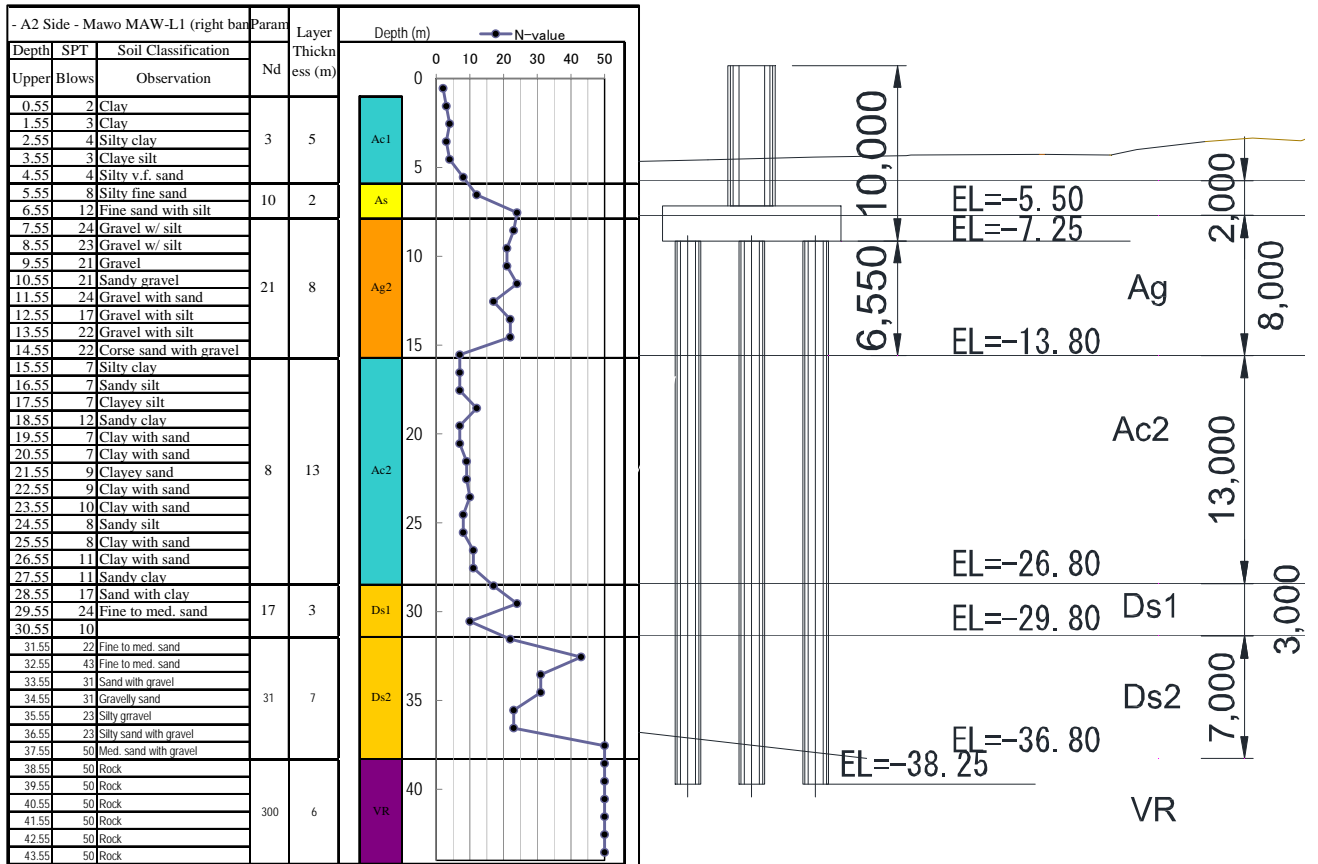 - A2 Side - Mawo MAW-L1 (right ban Param Layer Thickn ess (m)
Depth SPT Soil Classification Nd
Upper Blows Observation
0.55 2 Clay
1.55 3 Clay
2.55 4 Silty clay 3 5
3.55 3 Claye silt
4.55 4 Silty v.f. sand
5.55 8 Silty fine sand 10 2
6.55 12 Fine sand with silt
7.55 24 Gravel w/ silt
8.55 23 Gravel w/ silt
9.55 21 Gravel
10.55 21 Sandy gravel 21 8
11.55 24 Gravel with sand
12.55 17 Gravel with silt
13.55 22 Gravel with silt
14.55 22 Corse sand with gravel
15.55 7 Silty clay
16.55 7 Sandy silt
17.55 7 Clayey silt
18.55 12 Sandy clay
19.55 7 Clay with sand
20.55 7 Clay with sand
21.55 9 Clayey sand 8 13
22.55 9 Clay with sand
23.55 10 Clay with sand
24.55 8 Sandy silt
25.55 8 Clay with sand
26.55 11 Clay with sand
27.55 11 Sandy clay
28.55 17 Sand with clay
29.55 24 Fine to med. sand 17 3
30.55 10
31.55 22 Fine to med. sand
32.55 43 Fine to med. sand
33.55 31 Sand with gravel
34.55 31 Gravelly sand 31 7
35.55 23 Silty grravel
36.55 23 Silty sand with gravel
37.55 50 Med. sand with gravel
38.55 50 Rock
39.55 50 Rock
40.55 50 Rock 300 6
41.55 50 Rock
42.55 50 Rock
43.55 50 Rock
Depth (m) N-value
0 10 20 30 40 50
0
5
10
15
20
25
30
35
40
Ac1
As
Ag2
Ac2
Ds1
Ds2
VR
10,000
6,550
EL=-5.50
EL=-7.25
EL=-13.80
EL=-26.80
EL=-29.80
EL=-36.80
EL=-38.25
Ag
Ac2
Ds1
Ds2
VR
2,000
8,000
13,000
3,000
7,000